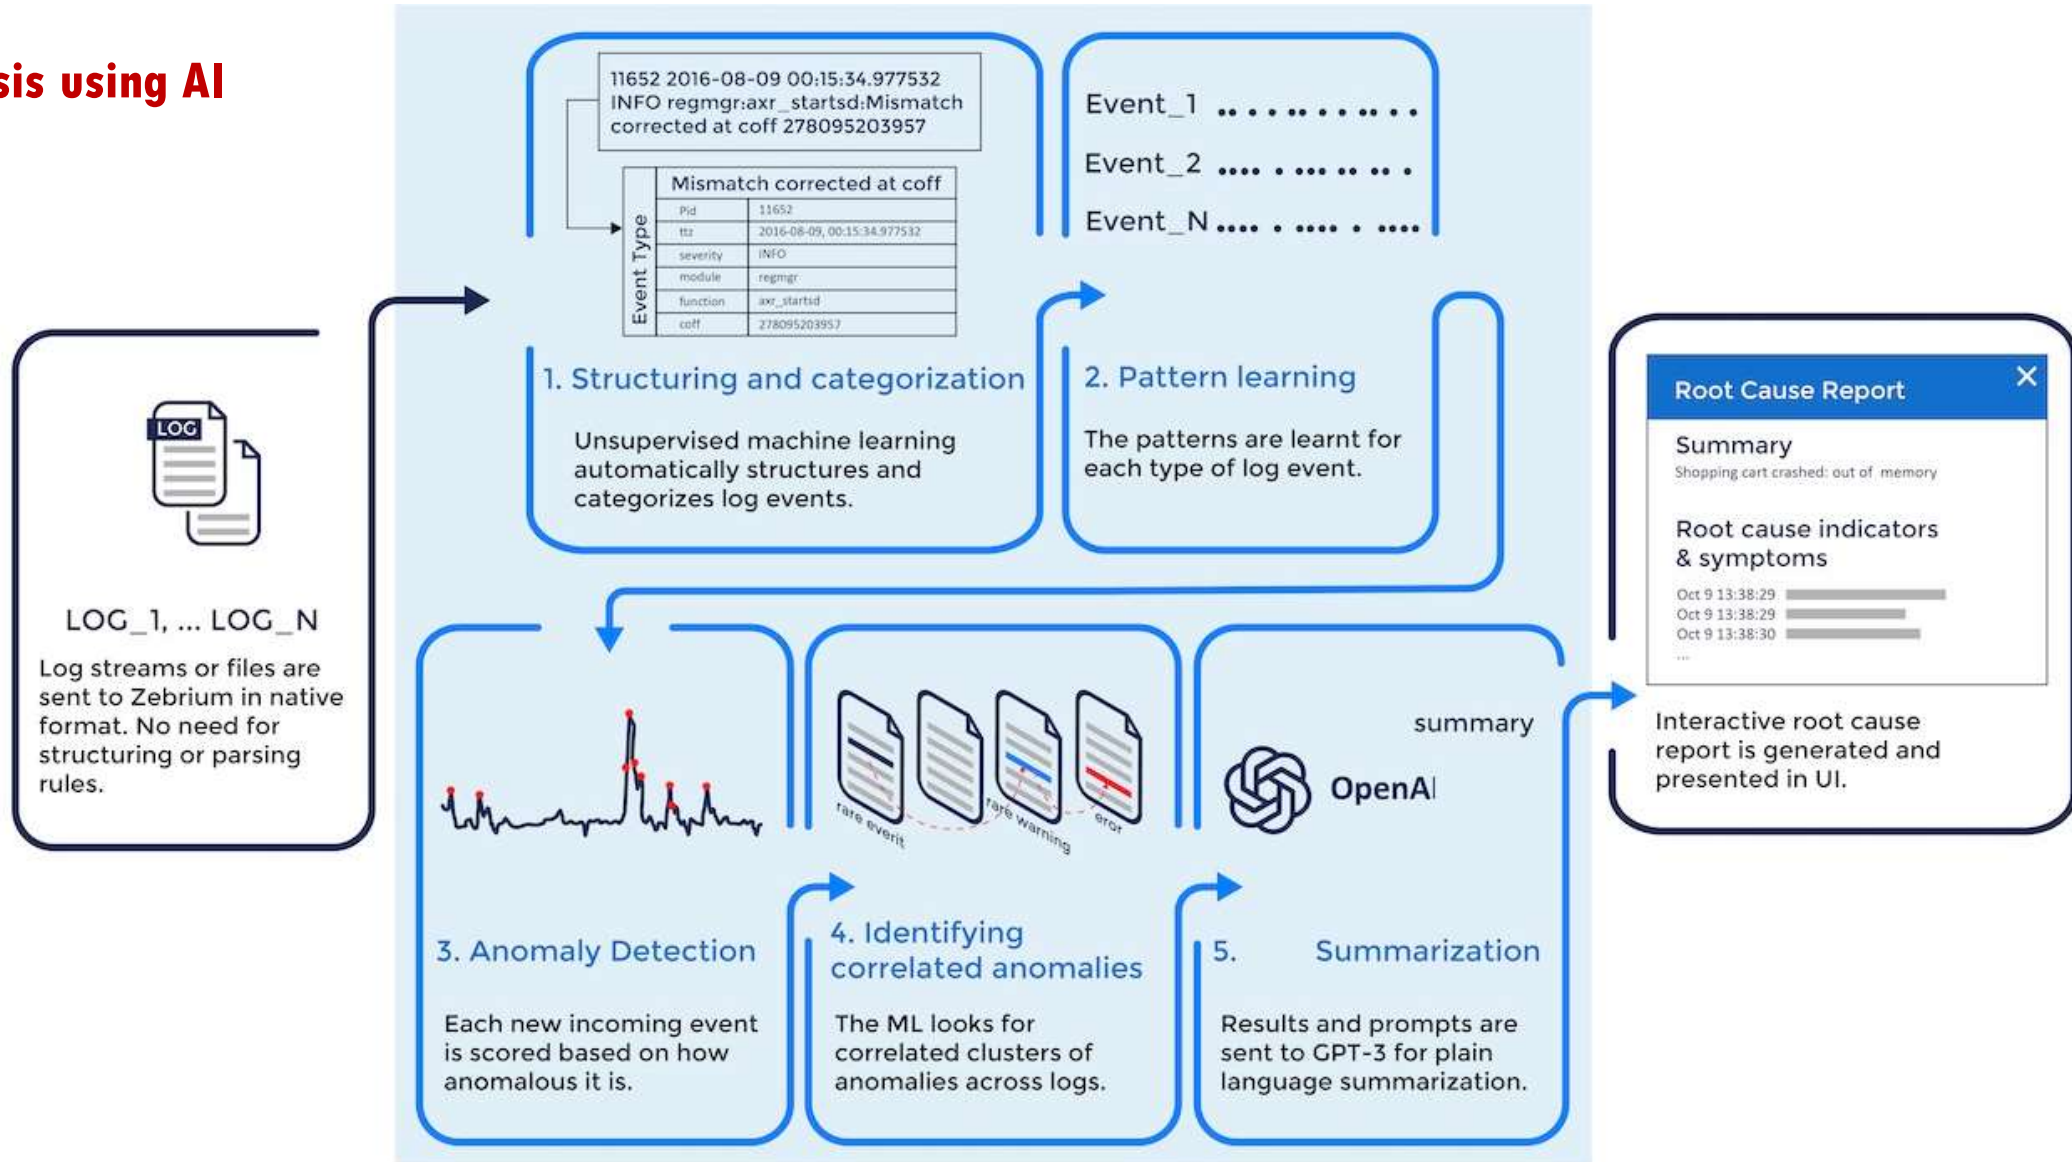 sis using AI
11652 2016-08-09 00:15:34.977532
INFO regmgr:axr_startsd:Mismatch
corrected at coff 278095203957
Event Type
Mismatch corrected at coff
Pid 11652
ttz 2016-08-09, 00:15:34.977532
severity INFO
module regmgr
function axr_startsd
coff 278095203957
1. Structuring and categorization
Unsupervised machine learning
automatically structures and
categorizes log events.
Event_1
Event_2
Event_N
2. Pattern learning
The patterns are learnt for
each type of log event.
LOG
LOG_1, ... LOG_N
Log streams or files are
sent to Zebrium in native
format. No need for
structuring or parsing
rules.
3. Anomaly Detection
Each new incoming event
is scored based on how
anomalous it is.
rare everit
rare warning
eror
4. Identifying
correlated anomalies
The ML looks for
correlated clusters of
anomalies across logs.
summary
OpenAI
5. Summarization
Results and prompts are
sent to GPT-3 for plain
language summarization.
Root Cause Report
Summary
Shopping cart crashed: out of memory
Root cause indicators
& symptoms
Oct 9 13:38:29
Oct 9 13:38:29
Oct 9 13:38:30
...
Interactive root cause
report is generated and
presented in UI.